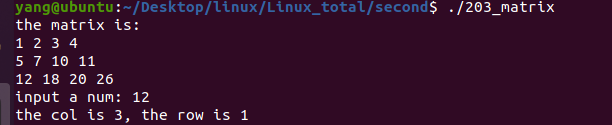 yang@ubuntu:~/Desktop/linux/Linux_total/second$ ./203_matrix
the matrix is:
1 2 3 4
5 7 10 11
12 18 20 26
input a num: 12
the col is 3, the row is 1